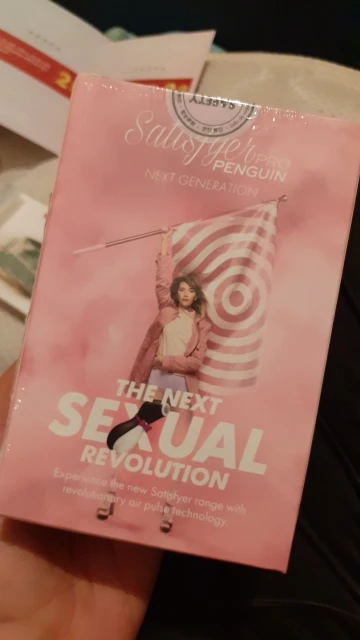 SAFETY
Satisfyer PRO
PENGUIN
NEXT GENERATION
THE NEXT
SEXUAL
REVOLUTION
Experience the new Satisfyer range with
revolutionary air pulse technology.
2